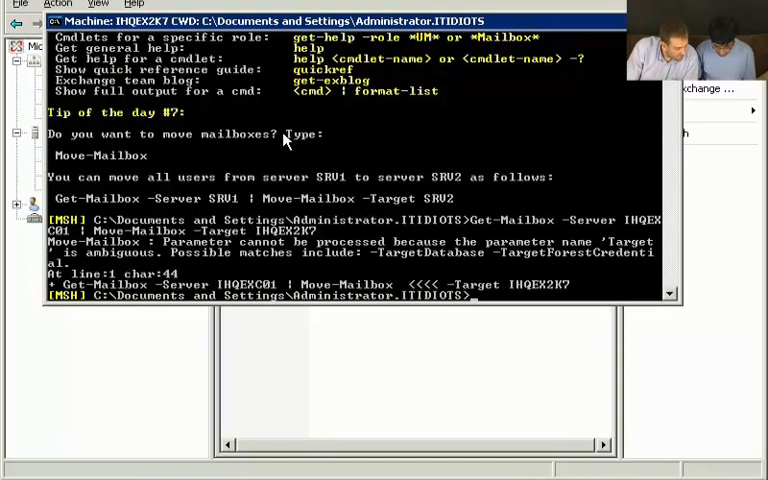 Machine: IHQEX2K7 CWD: C:\Documents and Settings\Administrator.ITIDIOTS
Action View Help
Cmdlets for a specific role: get-help -role *UM* or *Mailbox*
Get general help: help
Get help for a cmdlet: help <cmdlet-name> or <cmdlet-name> -?
Show quick reference guide: quickref
Exchange team blog: get-exblog
Show full output for a cmd: <cmd> | format-list
Tip of the day #7:
Do you want to move mailboxes? Type:
Move-Mailbox
You can move all users from server SRV1 to server SRV2 as follows:
Get-Mailbox -Server SRV1 | Move-Mailbox -Target SRV2
[MSH] C:\Documents and Settings\Administrator.ITIDIOTS>Get-Mailbox -Server IHQEX
C01 | Move-Mailbox -Target IHQEX2K7
Move-Mailbox : Parameter cannot be processed because the parameter name 'Target
' is ambiguous. Possible matches include: -TargetDatabase -TargetForestCredenti
al.
At line:1 char:44
+ Get-Mailbox -Server IHQEXC01 | Move-Mailbox <<<< -Target IHQEX2K7
[MSH] C:\Documents and Settings\Administrator.ITIDIOTS>_
xchange ...